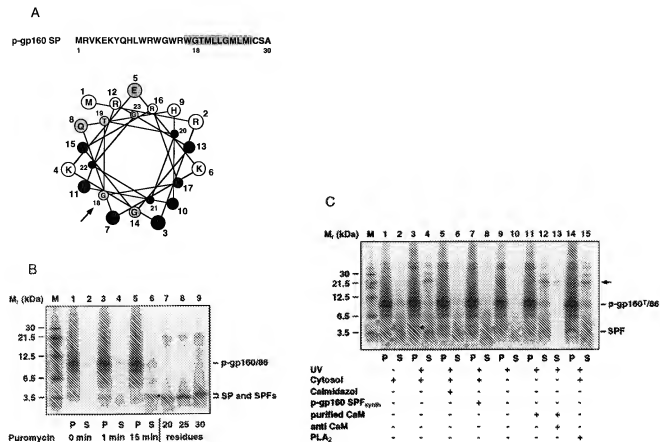 A
p-gp160 SP MRVKEKYQHLWRWGWRWGTMLLGMLMICSA
1 18 30
5
E
1 12 16 9
M R R H 2
8 19 23 R
Q T G 20
15 13
4 K 22 K 6
11 G 17
18 21 10
7 G 14 3
B
Mr (kDa) M 1 2 3 4 5 6 7 8 9
30
21.5
12.5
6.5
3.5
p-gp160/86
SP and SPFs
P S P S P S 20 25 30
Puromycin 0 min 1 min 15 min residues
C
Mr (kDa) M 1 2 3 4 5 6 7 8 9 10 11 12 13 14 15
30
21.5
12.5
6.5
3.5
p-gp160T/86
SPF
P S P S P S P S P S P S S P S
UV
Cytosol
Calmidazol
p-gp160 SPFsynth
purified CaM
anti CaM
PLA2